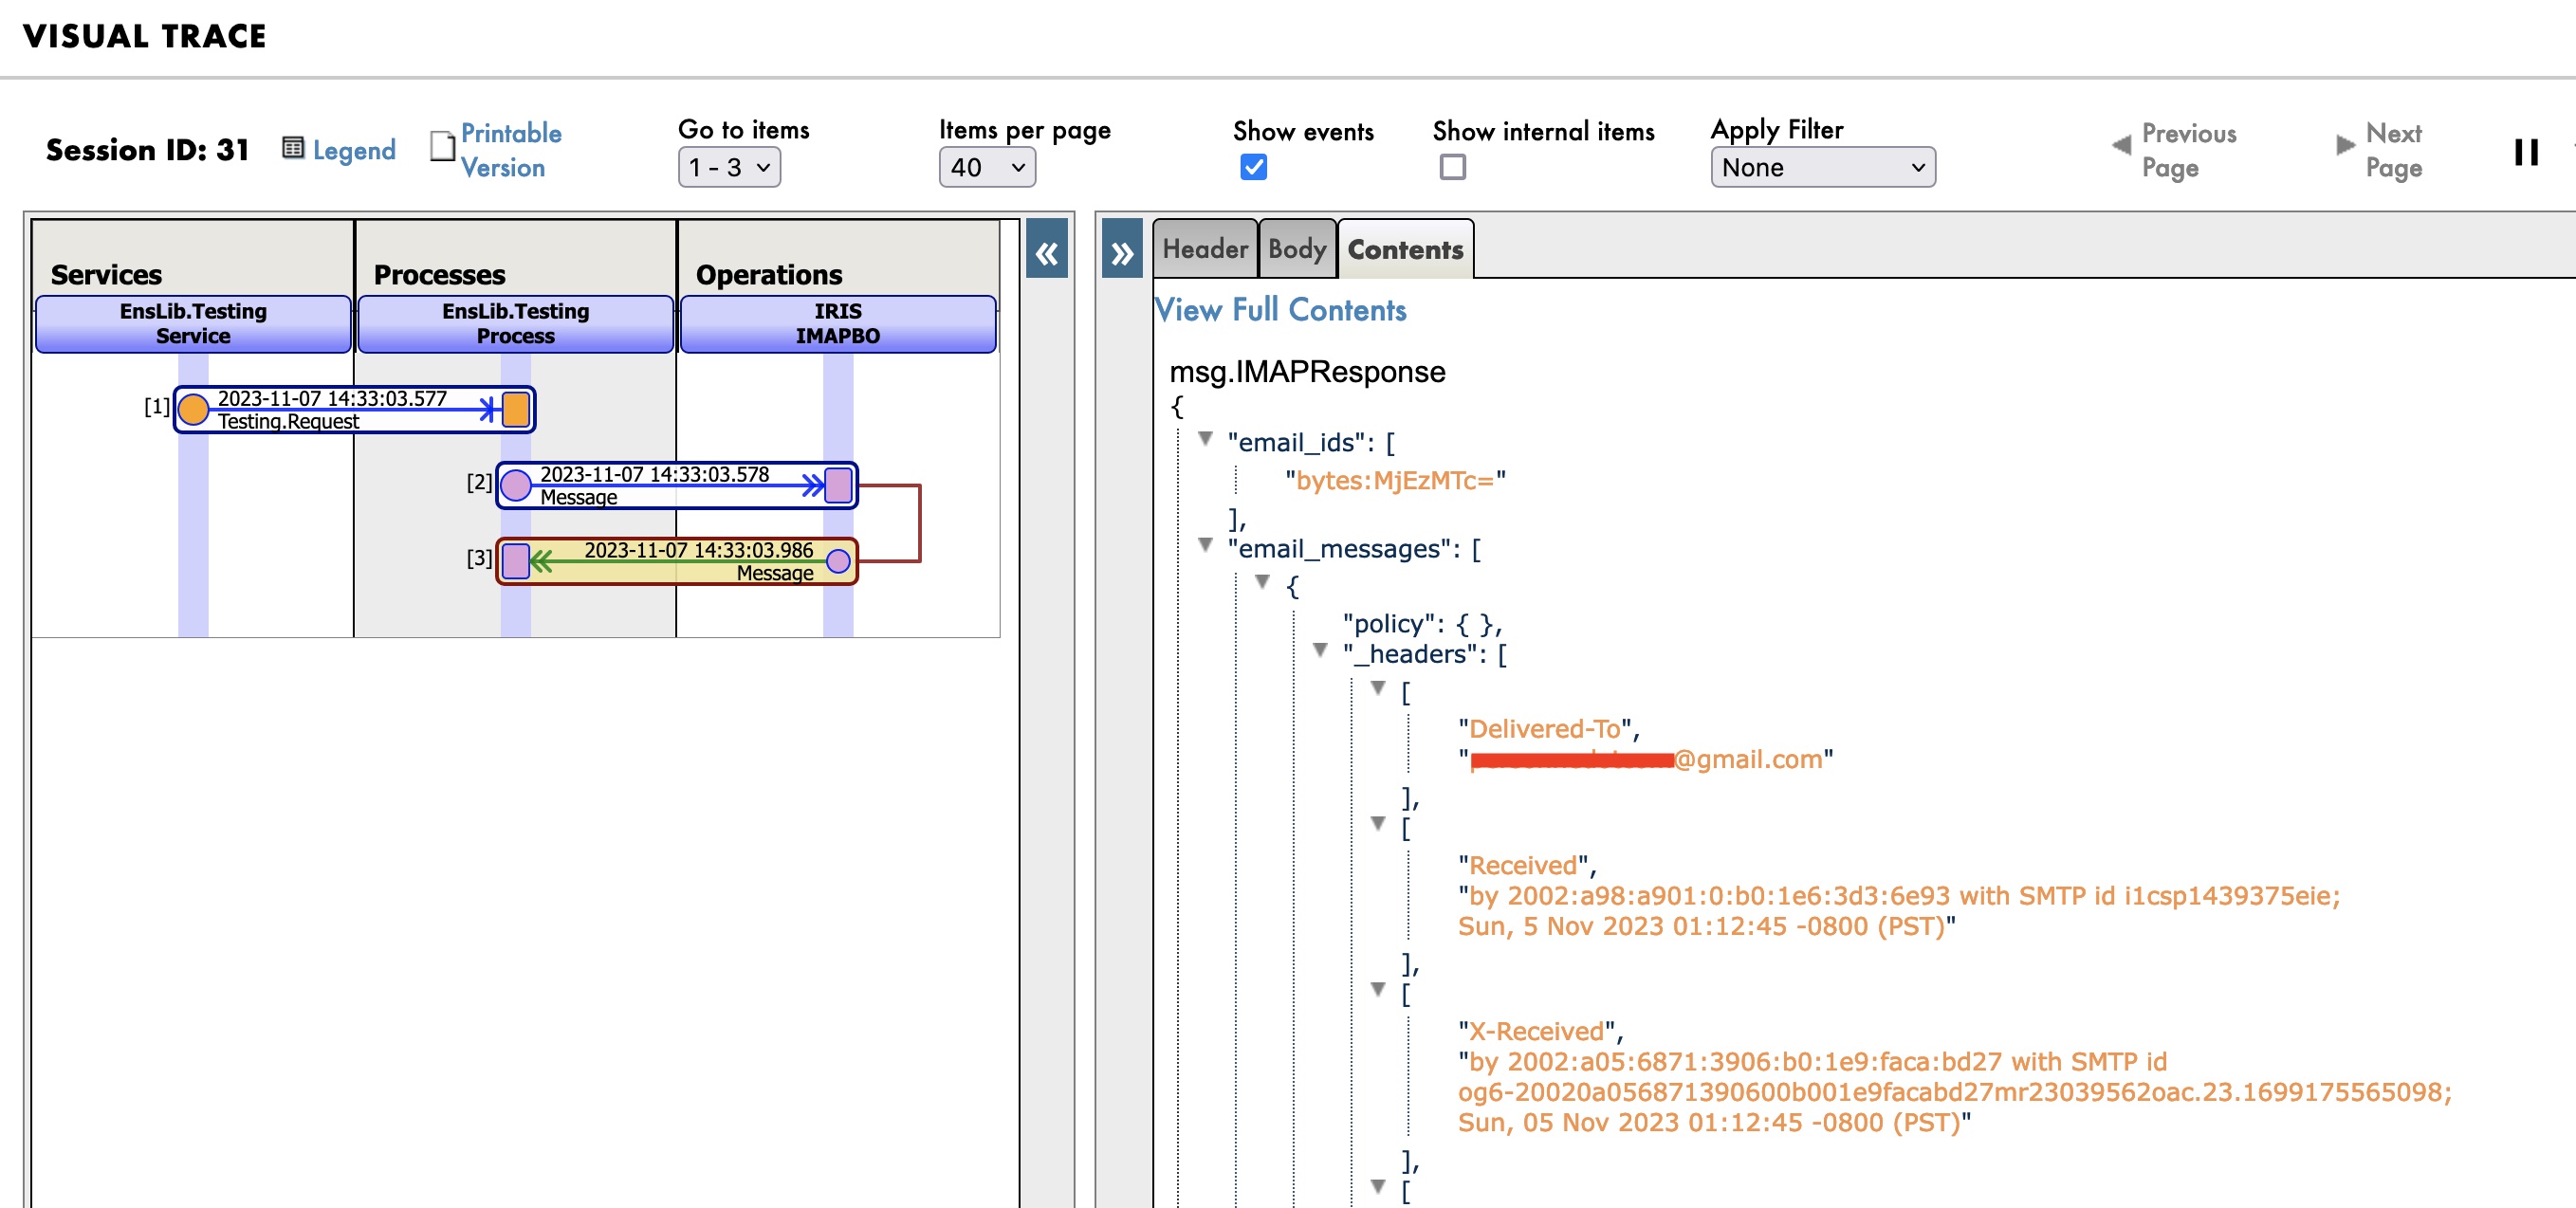 VISUAL TRACE
Session ID: 31
Legend
Printable
Version
Go to items
1 - 3
Items per page
40
Show events
Show internal items
Apply Filter
None
Previous
Page
Next
Page
Services
Processes
Operations
EnsLib.Testing
Service
EnsLib.Testing
Process
IRIS
IMAPBO
[1]
2023-11-07 14:33:03.577
Testing.Request
[2]
2023-11-07 14:33:03.578
Message
[3]
2023-11-07 14:33:03.986
Message
«
»
Header
Body
Contents
View Full Contents
msg.IMAPResponse
{
"email_ids": [
"bytes:MjEzMTc="
],
"email_messages": [
{
"policy": { },
"_headers": [
[
"Delivered-To",
"@gmail.com"
],
[
"Received",
"by 2002:a98:a901:0:b0:1e6:3d3:6e93 with SMTP id i1csp1439375eie;
Sun, 5 Nov 2023 01:12:45 -0800 (PST)"
],
[
"X-Received",
"by 2002:a05:6871:3906:b0:1e9:faca:bd27 with SMTP id
og6-20020a056871390600b001e9facabd27mr23039562oac.23.1699175565098;
Sun, 05 Nov 2023 01:12:45 -0800 (PST)"
],
[